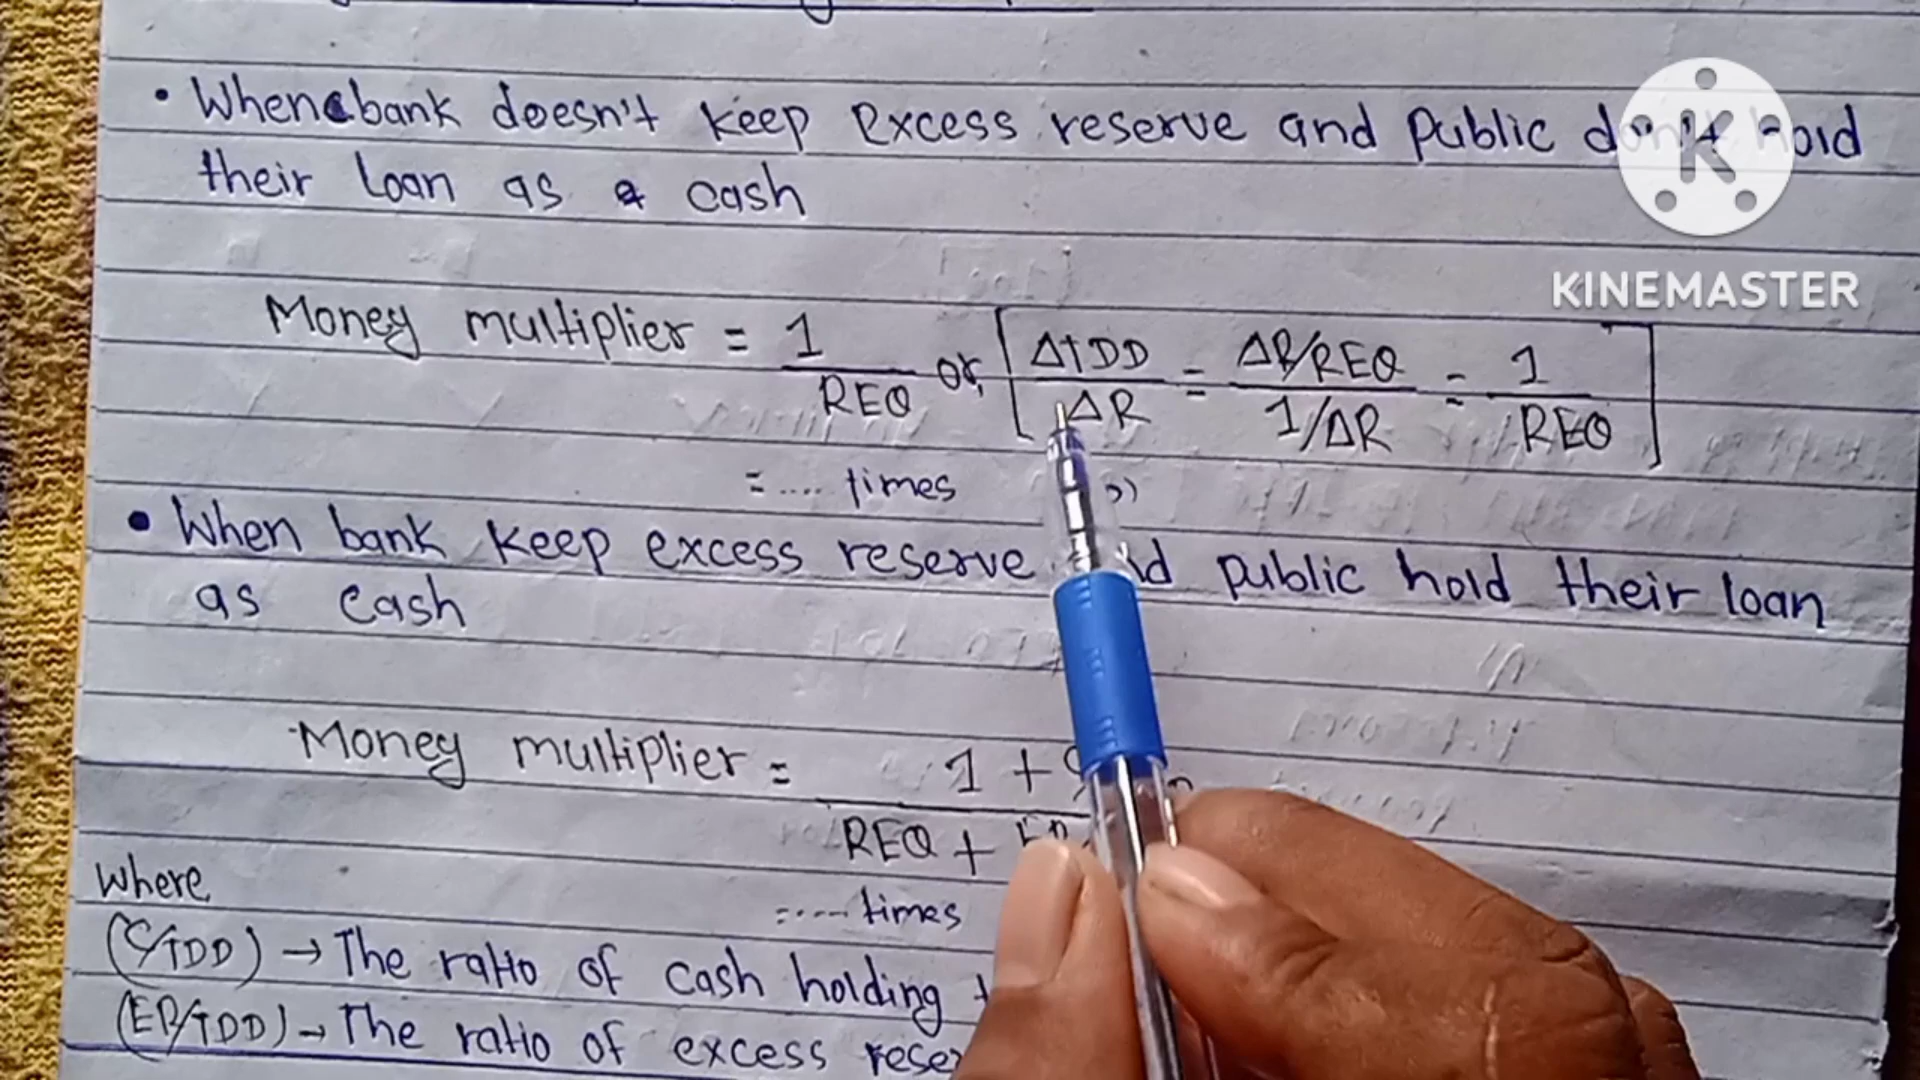 • When bank doesn't keep excess reserve and public don't hold
their loan as a cash
KINEMASTER
Money multiplier = 1/REQ or, [ΔTDD/ΔR = ΔR/REQ / 1/ΔR = 1/REQ]
= .... times
• When bank keep excess reserve public hold their loan
as cash
Money multiplier = 1 + / REQ +
= .... times
Where
(C/TDD) → The ratio of cash holding
(ER/TDD) → The ratio of excess